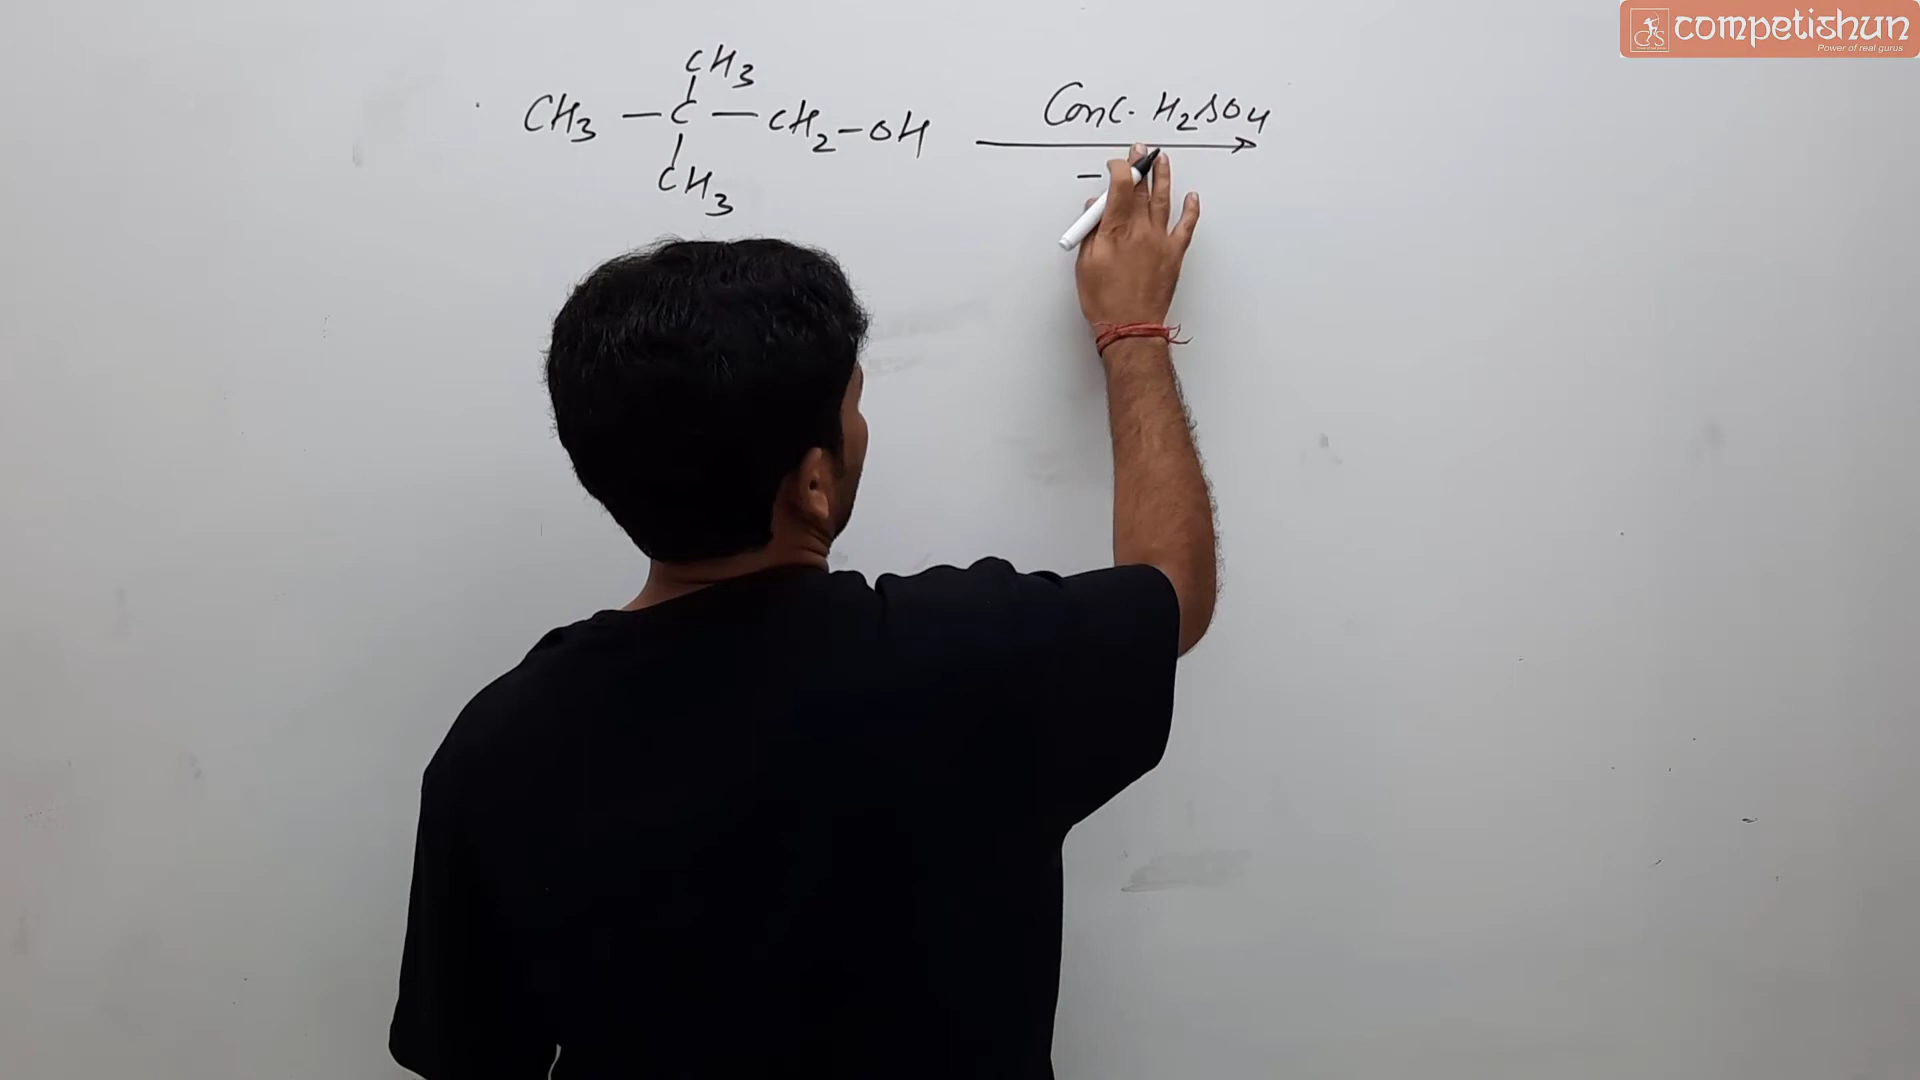 competishun
Power of real gurus
CH3
CH3 — C — CH2 – OH
CH3
Conc. H2SO4
–